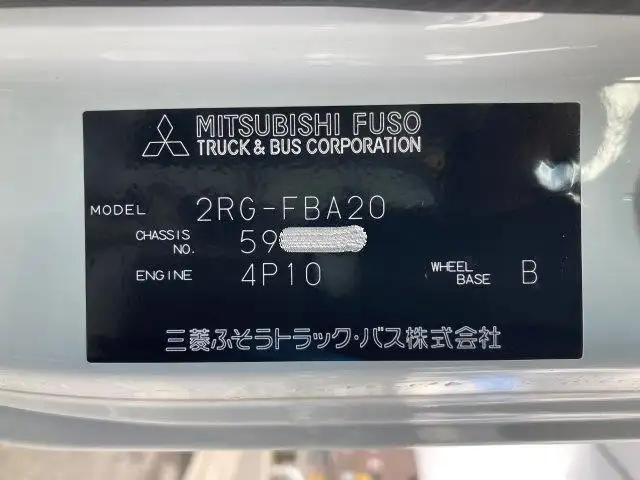 MITSUBISHI FUSO
TRUCK & BUS CORPORATION
MODEL 2RG-FBA20
CHASSIS NO. 59
ENGINE 4P10 WHEEL BASE B
三菱ふそうトラック・バス株式会社